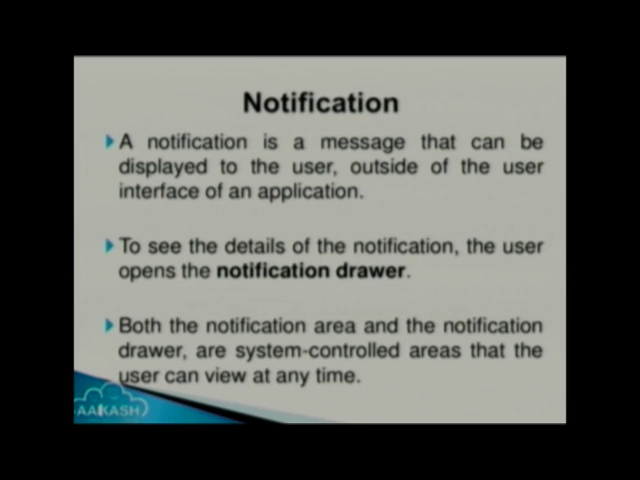 Notification
A notification is a message that can be
displayed to the user, outside of the user
interface of an application.
To see the details of the notification, the user
opens the notification drawer.
Both the notification area and the notification
drawer, are system-controlled areas that the
user can view at any time.
AAKASH